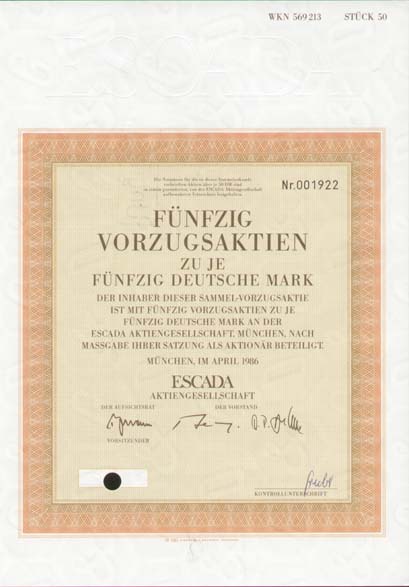 WKN 569213 STÜCK 50
ESCADA
Nr.001922
FÜNFZIG
VORZUGSAKTIEN
ZU JE
FÜNFZIG DEUTSCHE MARK
DER INHABER DIESER SAMMEL-VORZUGSAKTIE
IST MIT FÜNFZIG VORZUGSAKTIEN ZU JE
FÜNFZIG DEUTSCHE MARK AN DER
ESCADA AKTIENGESELLSCHAFT, MÜNCHEN, NACH
MASSGABE IHRER SATZUNG ALS AKTIONÄR BETEILIGT.
MÜNCHEN, IM APRIL 1986
ESCADA
AKTIENGESELLSCHAFT
DER AUFSICHTSRAT DER VORSTAND
VORSITZENDER
KONTROLLUNTERSCHRIFT